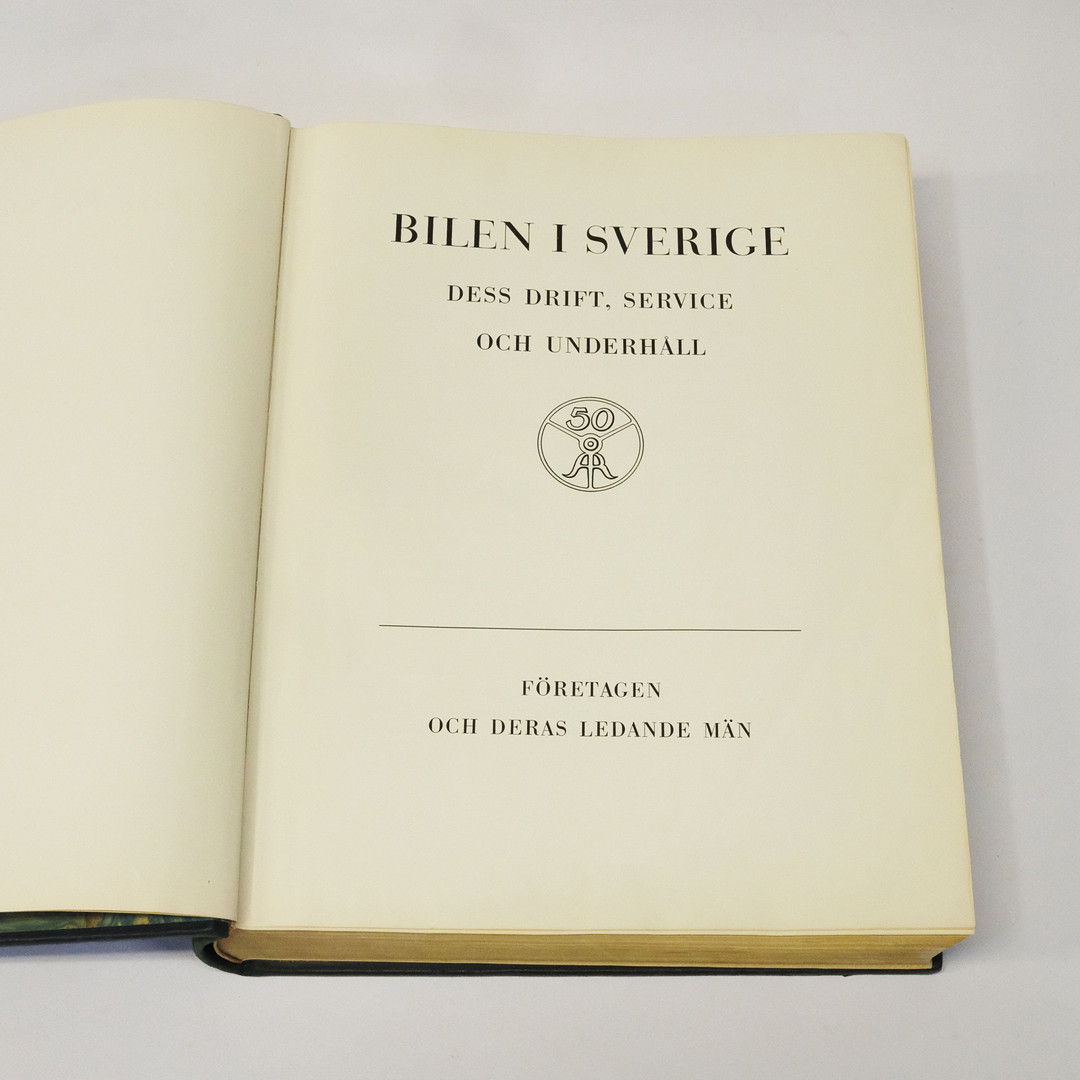 BILEN I SVERIGE
DESS DRIFT, SERVICE
OCH UNDERHÅLL
50
FÖRETAGEN
OCH DERAS LEDANDE MÄN